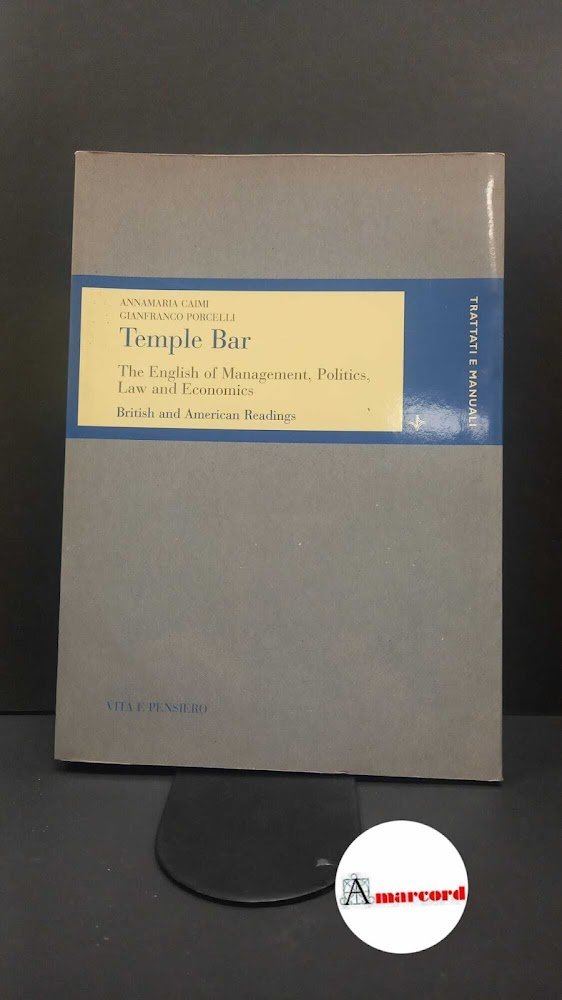 ANNAMARIA CAIMI
GIANFRANCO PORCELLI
Temple Bar
The English of Management, Politics,
Law and Economics
British and American Readings
TRATTATI E MANUALI
VITA E PENSIERO
Amarcord